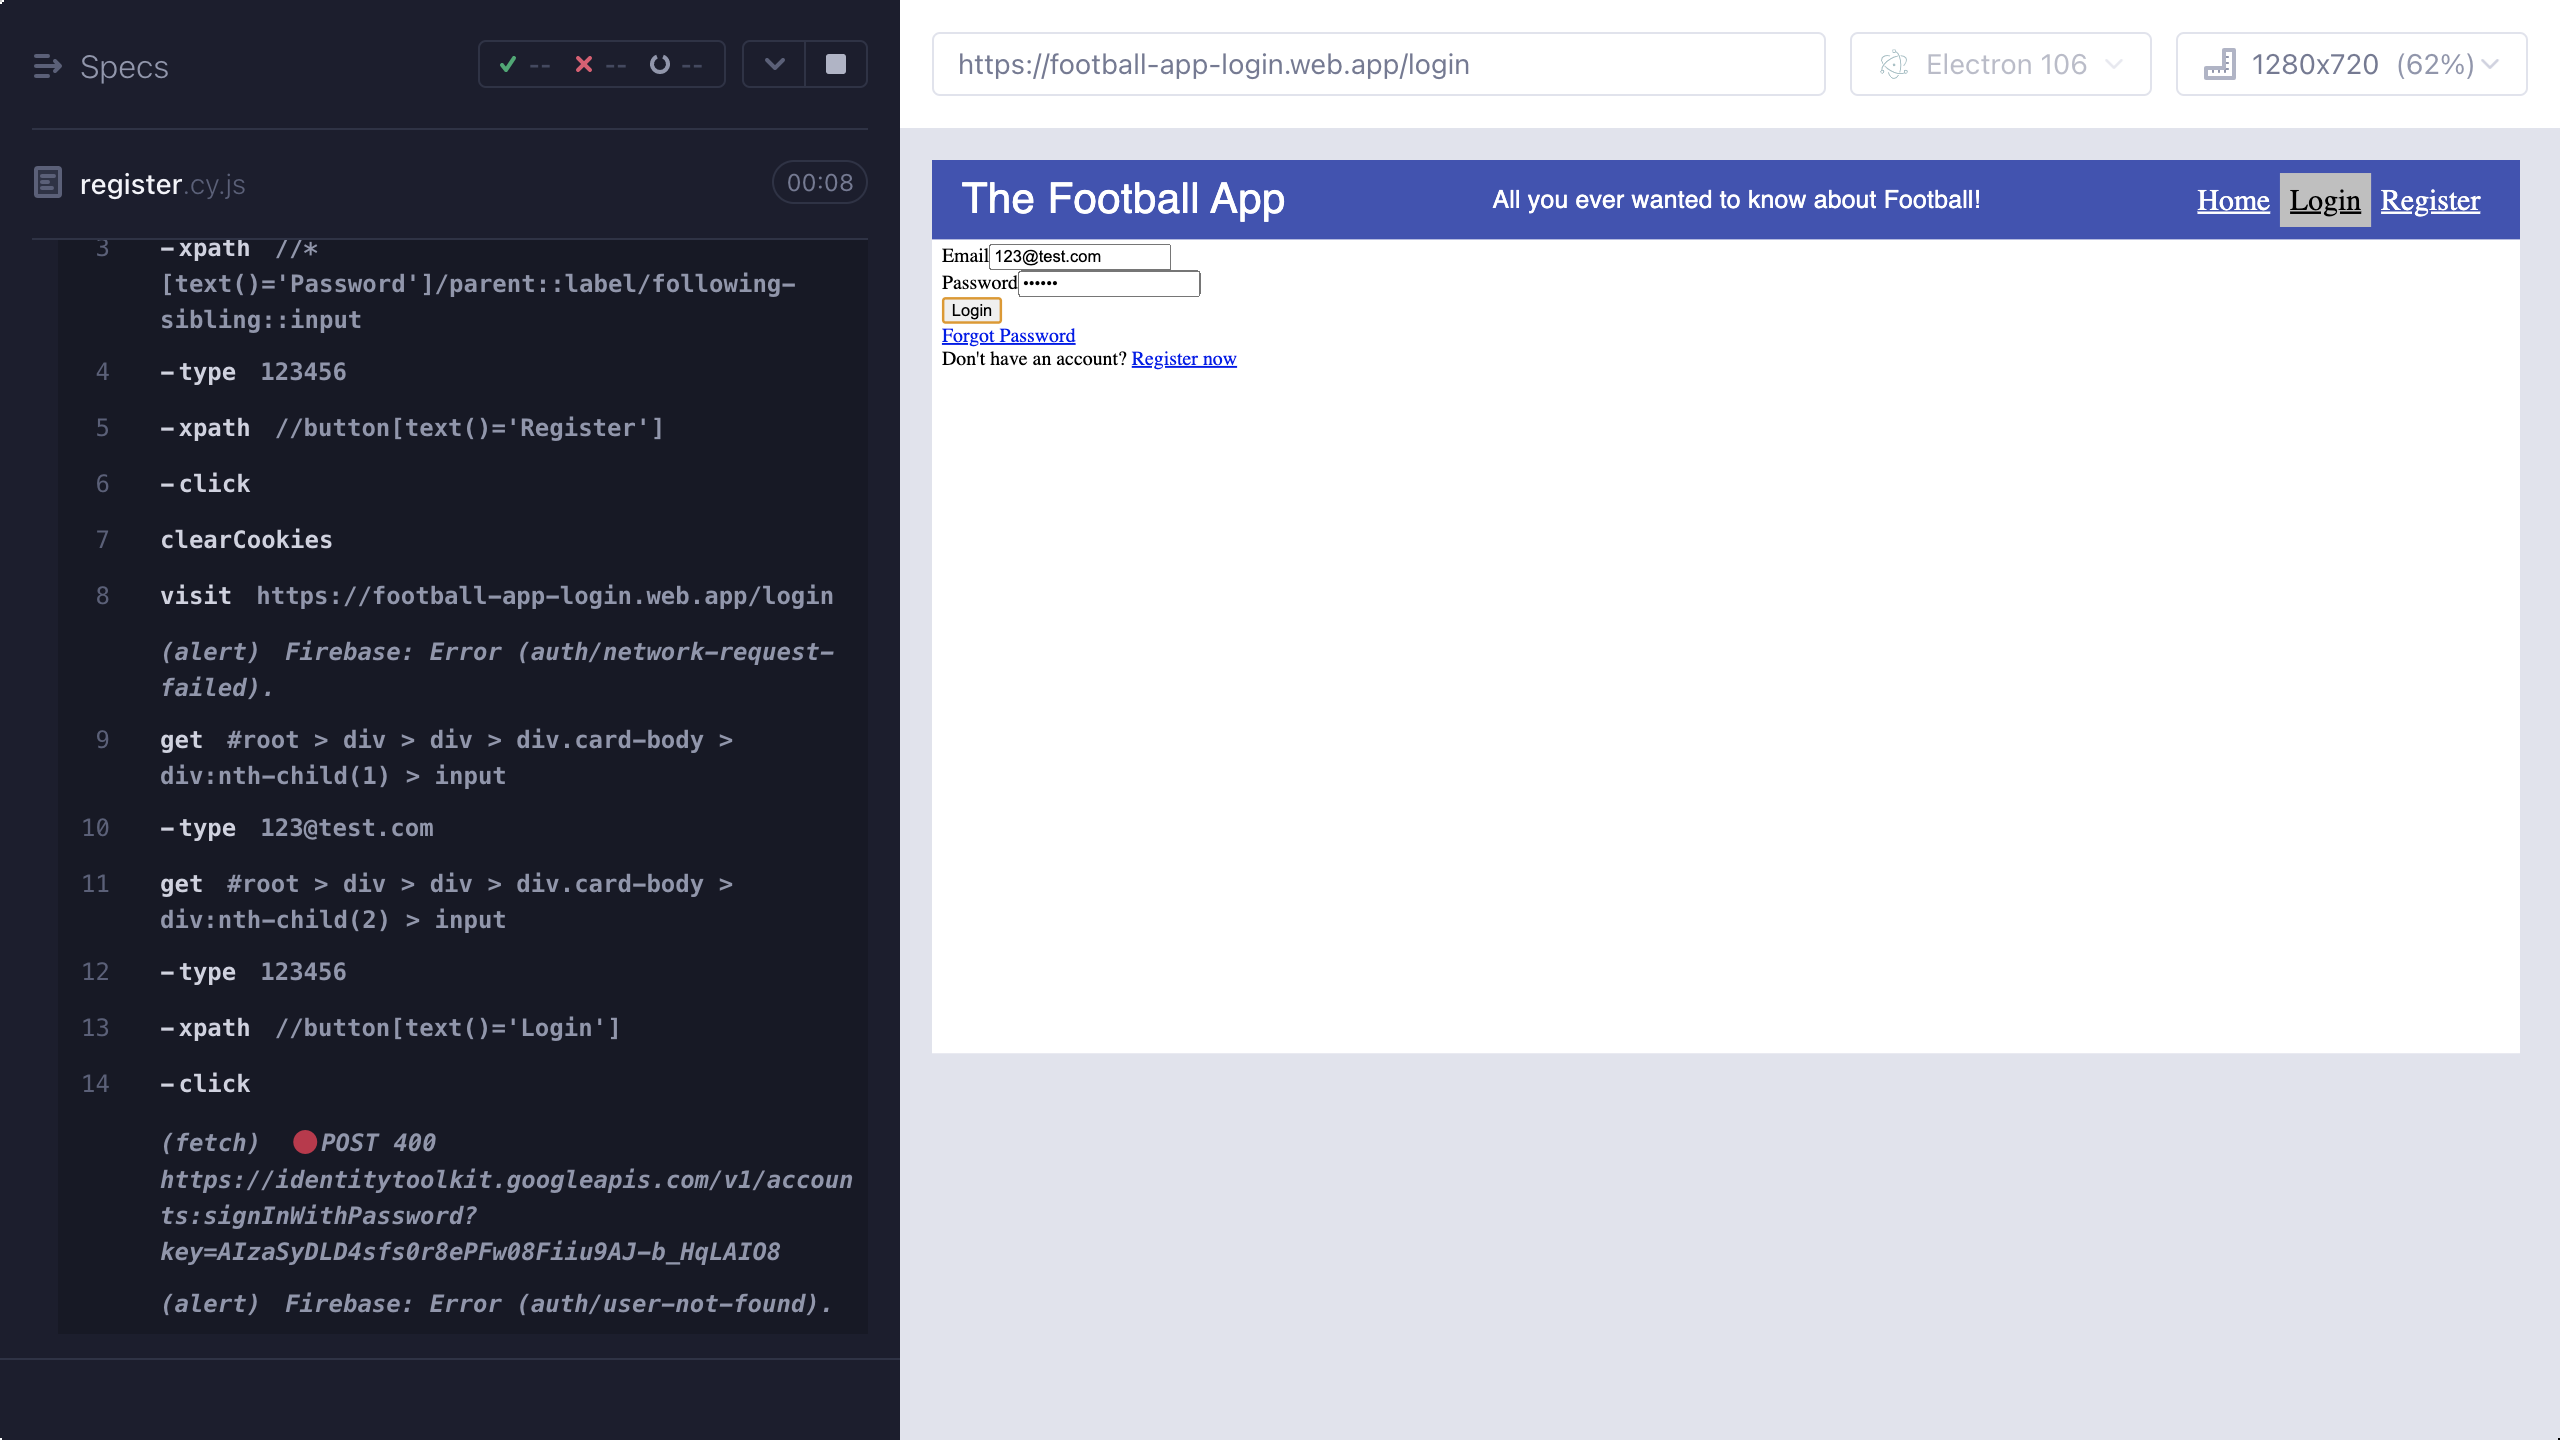 Specs
-- -- --
register.cy.js
00:08
3 -xpath //*
[text()='Password']/parent::label/following-
sibling::input
4 -type 123456
5 -xpath //button[text()='Register']
6 -click
7 clearCookies
8 visit https://football-app-login.web.app/login
(alert) Firebase: Error (auth/network-request-
failed).
9 get #root > div > div > div.card-body >
div:nth-child(1) > input
10 -type 123@test.com
11 get #root > div > div > div.card-body >
div:nth-child(2) > input
12 -type 123456
13 -xpath //button[text()='Login']
14 -click
(fetch) POST 400
https://identitytoolkit.googleapis.com/v1/accoun
ts:signInWithPassword?
key=AIzaSyDLD4sfs0r8ePFw08Fiiu9AJ-b_HqLAIO8
(alert) Firebase: Error (auth/user-not-found).
https://football-app-login.web.app/login
Electron 106
1280x720 (62%)
The Football App
All you ever wanted to know about Football!
Home Login Register
Email 123@test.com
Password ••••••
Login
Forgot Password
Don't have an account? Register now